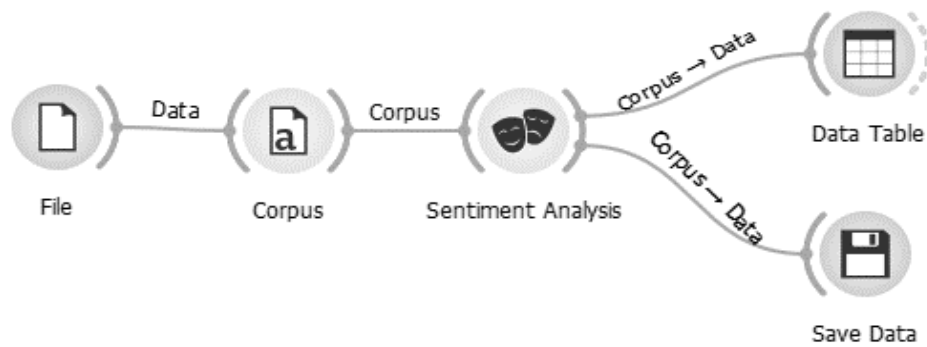 Data
Corpus
Corpus → Data
Corpus → Data
a
File
Corpus
Sentiment Analysis
Data Table
Save Data